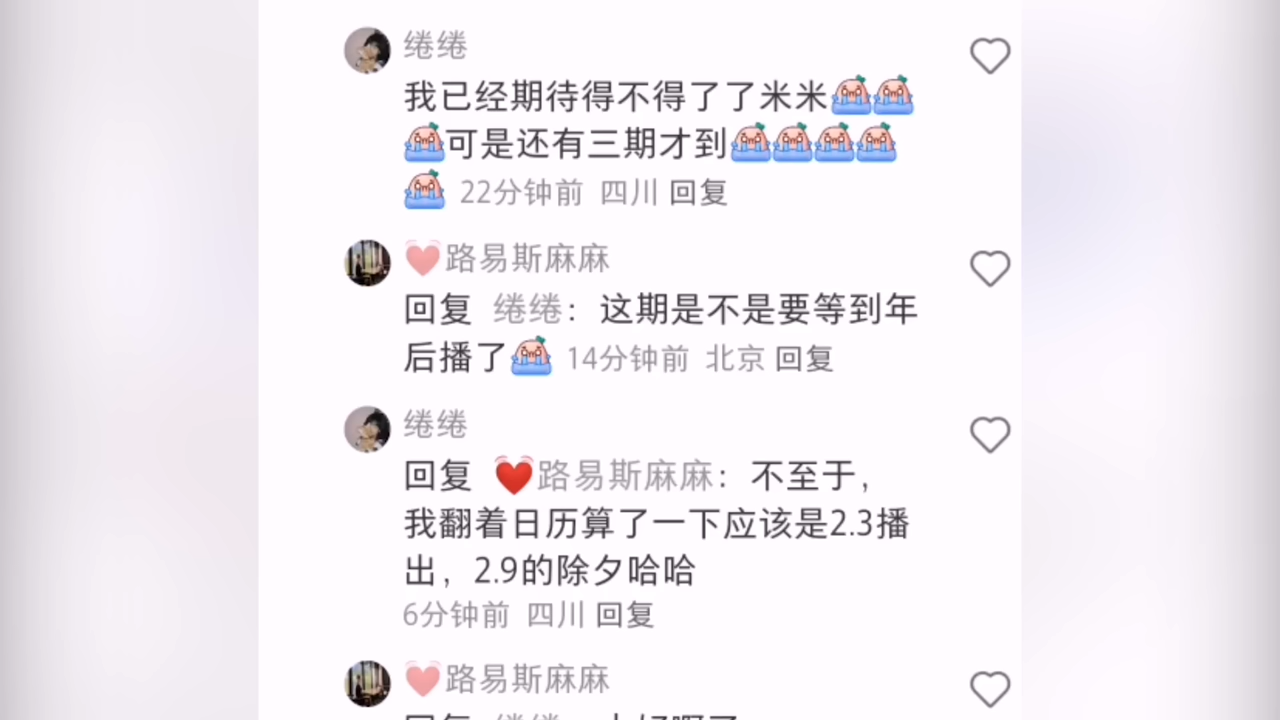 绻绻
我已经期待得不得了了米米
可是还有三期才到
22分钟前 四川 回复
路易斯麻麻
回复 绻绻：这期是不是要等到年
后播了 14分钟前 北京 回复
绻绻
回复 路易斯麻麻：不至于，
我翻着日历算了一下应该是2.3播
出，2.9的除夕哈哈
6分钟前 四川 回复
路易斯麻麻